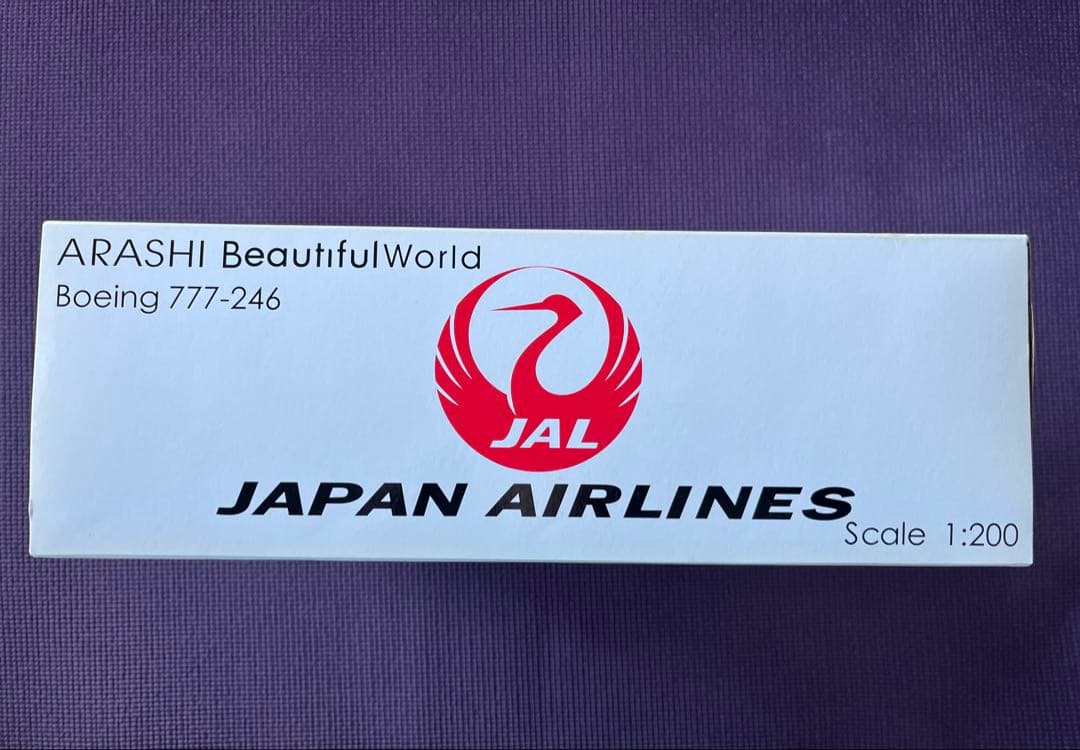 ARASHI BeautifulWorld
Boeing 777-246
JAL
JAPAN AIRLINES
Scale 1:200